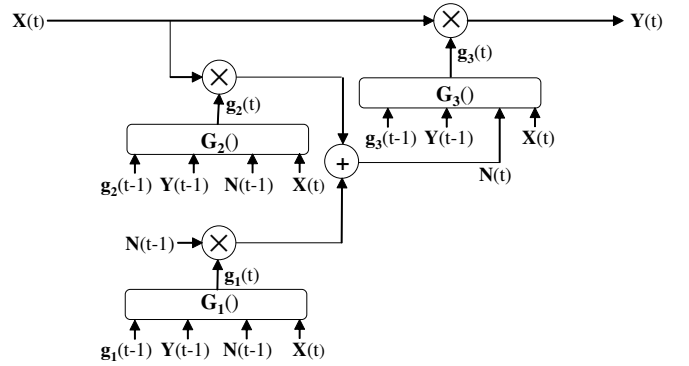 X(t) × Y(t)
g₃(t)
× G₃()
g₂(t)
G₂() g₃(t-1) Y(t-1) X(t)
+ N(t)
g₂(t-1) Y(t-1) N(t-1) X(t)
N(t-1) ×
g₁(t)
G₁()
g₁(t-1) Y(t-1) N(t-1) X(t)